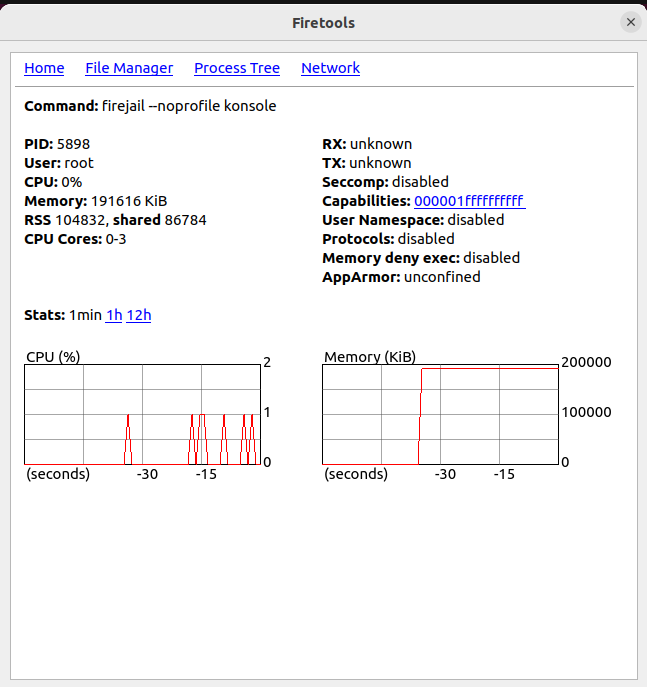 Firetools
Home File Manager Process Tree Network
Command: firejail --noprofile konsole
PID: 5898
User: root
CPU: 0%
Memory: 191616 KiB
RSS 104832, shared 86784
CPU Cores: 0-3
RX: unknown
TX: unknown
Seccomp: disabled
Capabilities: 000001ffffffffff
User Namespace: disabled
Protocols: disabled
Memory deny exec: disabled
AppArmor: unconfined
Stats: 1min 1h 12h
CPU (%)
2
1
0
(seconds) -30 -15
Memory (KiB)
200000
100000
0
(seconds) -30 -15